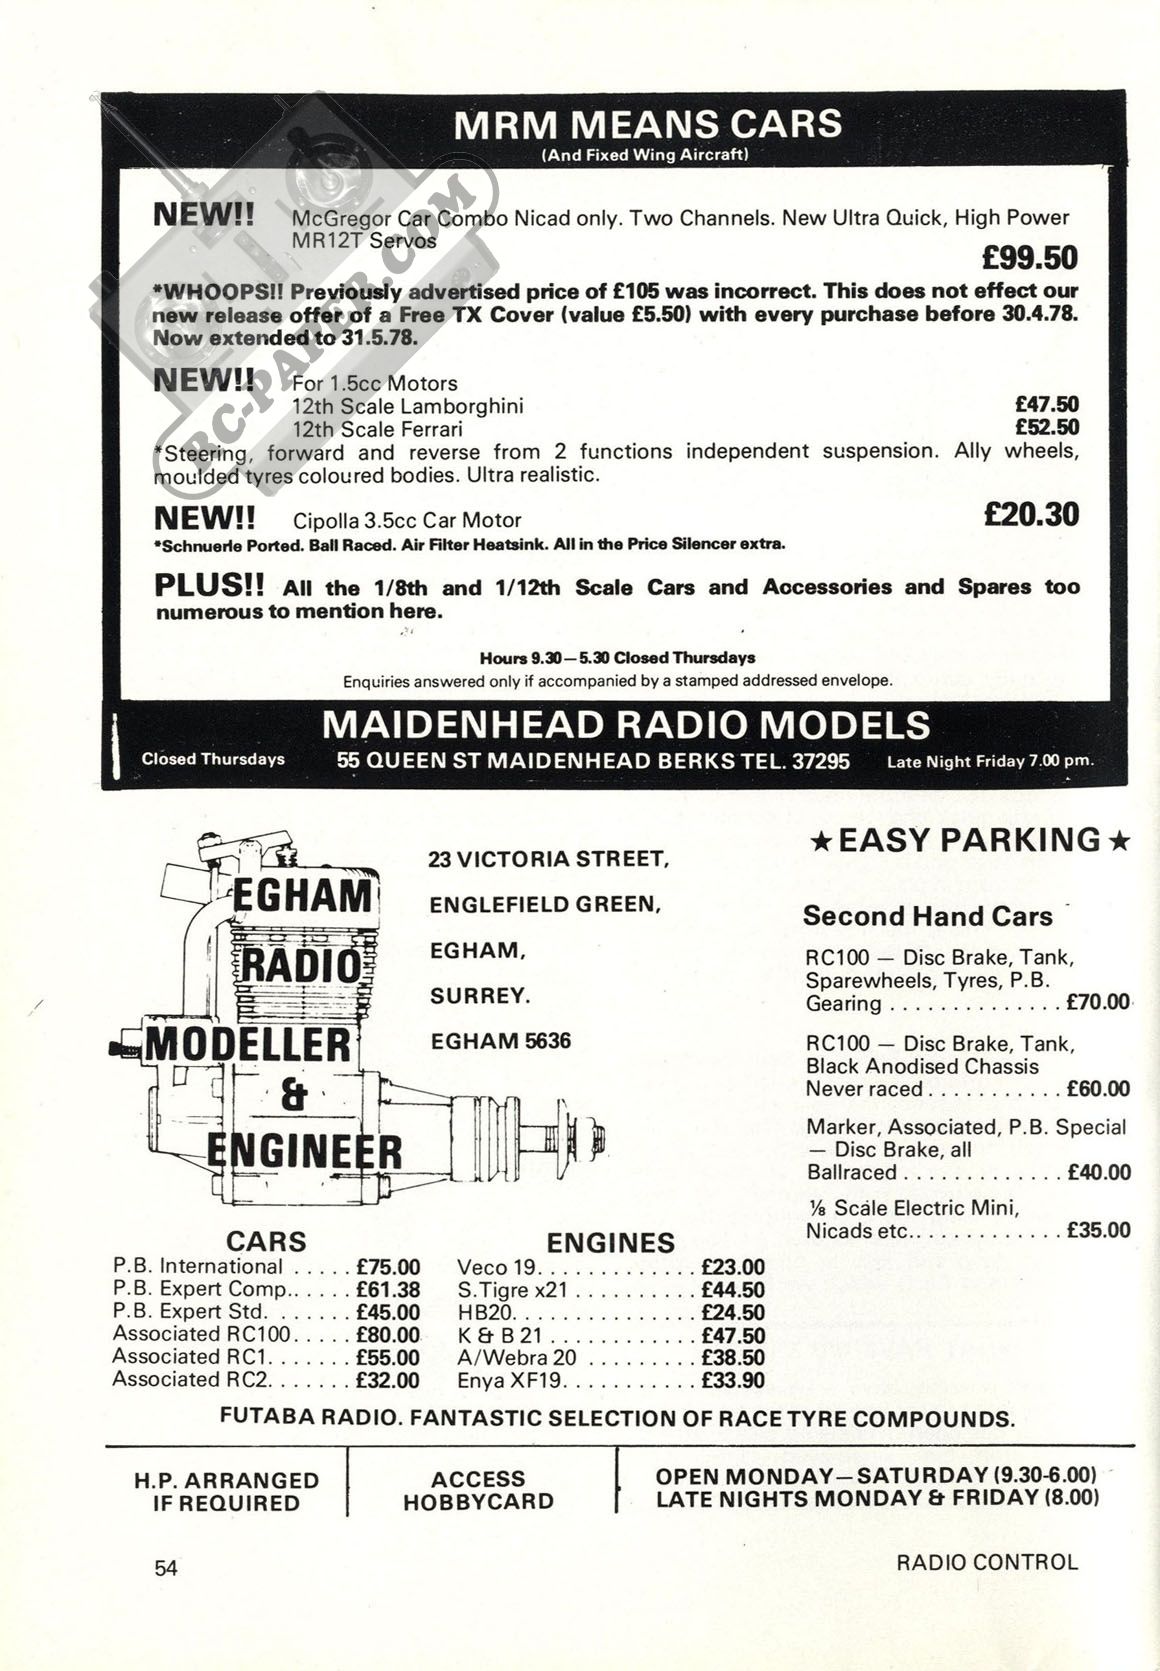 MRM MEANS CARS
(And Fixed Wing Aircraft)
NEW!! McGregor Car Combo Nicad only. Two Channels. New Ultra Quick, High Power
MR12T Servos
£99.50
*WHOOPS!! Previously advertised price of £105 was incorrect. This does not effect our
new release offer of a Free TX Cover (value £5.50) with every purchase before 30.4.78.
Now extended to 31.5.78.
NEW!! For 1.5cc Motors
12th Scale Lamborghini £47.50
12th Scale Ferrari £52.50
*Steering, forward and reverse from 2 functions independent suspension. Ally wheels,
moulded tyres coloured bodies. Ultra realistic.
NEW!! Cipolla 3.5cc Car Motor £20.30
*Schnuerle Ported. Ball Raced. Air Filter Heatsink. All in the Price Silencer extra.
PLUS!! All the 1/8th and 1/12th Scale Cars and Accessories and Spares too
numerous to mention here.
Hours 9.30—5.30 Closed Thursdays
Enquiries answered only if accompanied by a stamped addressed envelope.
MAIDENHEAD RADIO MODELS
Closed Thursdays 55 QUEEN ST MAIDENHEAD BERKS TEL. 37295 Late Night Friday 7.00 pm.
RC-PAPER.COM
EGHAM
RADIO
MODELLER
&
ENGINEER
23 VICTORIA STREET,
ENGLEFIELD GREEN,
EGHAM,
SURREY.
EGHAM 5636
★ EASY PARKING ★
Second Hand Cars
RC100 — Disc Brake, Tank,
Sparewheels, Tyres, P.B.
Gearing . . . . . . . . . . . . . . £70.00
RC100 — Disc Brake, Tank,
Black Anodised Chassis
Never raced . . . . . . . . . . . £60.00
Marker, Associated, P.B. Special
— Disc Brake, all
Ballraced . . . . . . . . . . . . . £40.00
⅛ Scale Electric Mini,
Nicads etc. . . . . . . . . . . . . £35.00
CARS
P.B. International . . . . . £75.00
P.B. Expert Comp. . . . . . £61.38
P.B. Expert Std. . . . . . . £45.00
Associated RC100 . . . . . £80.00
Associated RC1 . . . . . . . £55.00
Associated RC2 . . . . . . . £32.00
ENGINES
Veco 19 . . . . . . . . . . . . . £23.00
S.Tigre x21 . . . . . . . . . . £44.50
HB20 . . . . . . . . . . . . . . . £24.50
K & B 21 . . . . . . . . . . . . £47.50
A/Webra 20 . . . . . . . . . £38.50
Enya XF19 . . . . . . . . . . . £33.90
FUTABA RADIO. FANTASTIC SELECTION OF RACE TYRE COMPOUNDS.
H.P. ARRANGED
IF REQUIRED
ACCESS
HOBBYCARD
OPEN MONDAY—SATURDAY (9.30-6.00)
LATE NIGHTS MONDAY & FRIDAY (8.00)
54
RADIO CONTROL